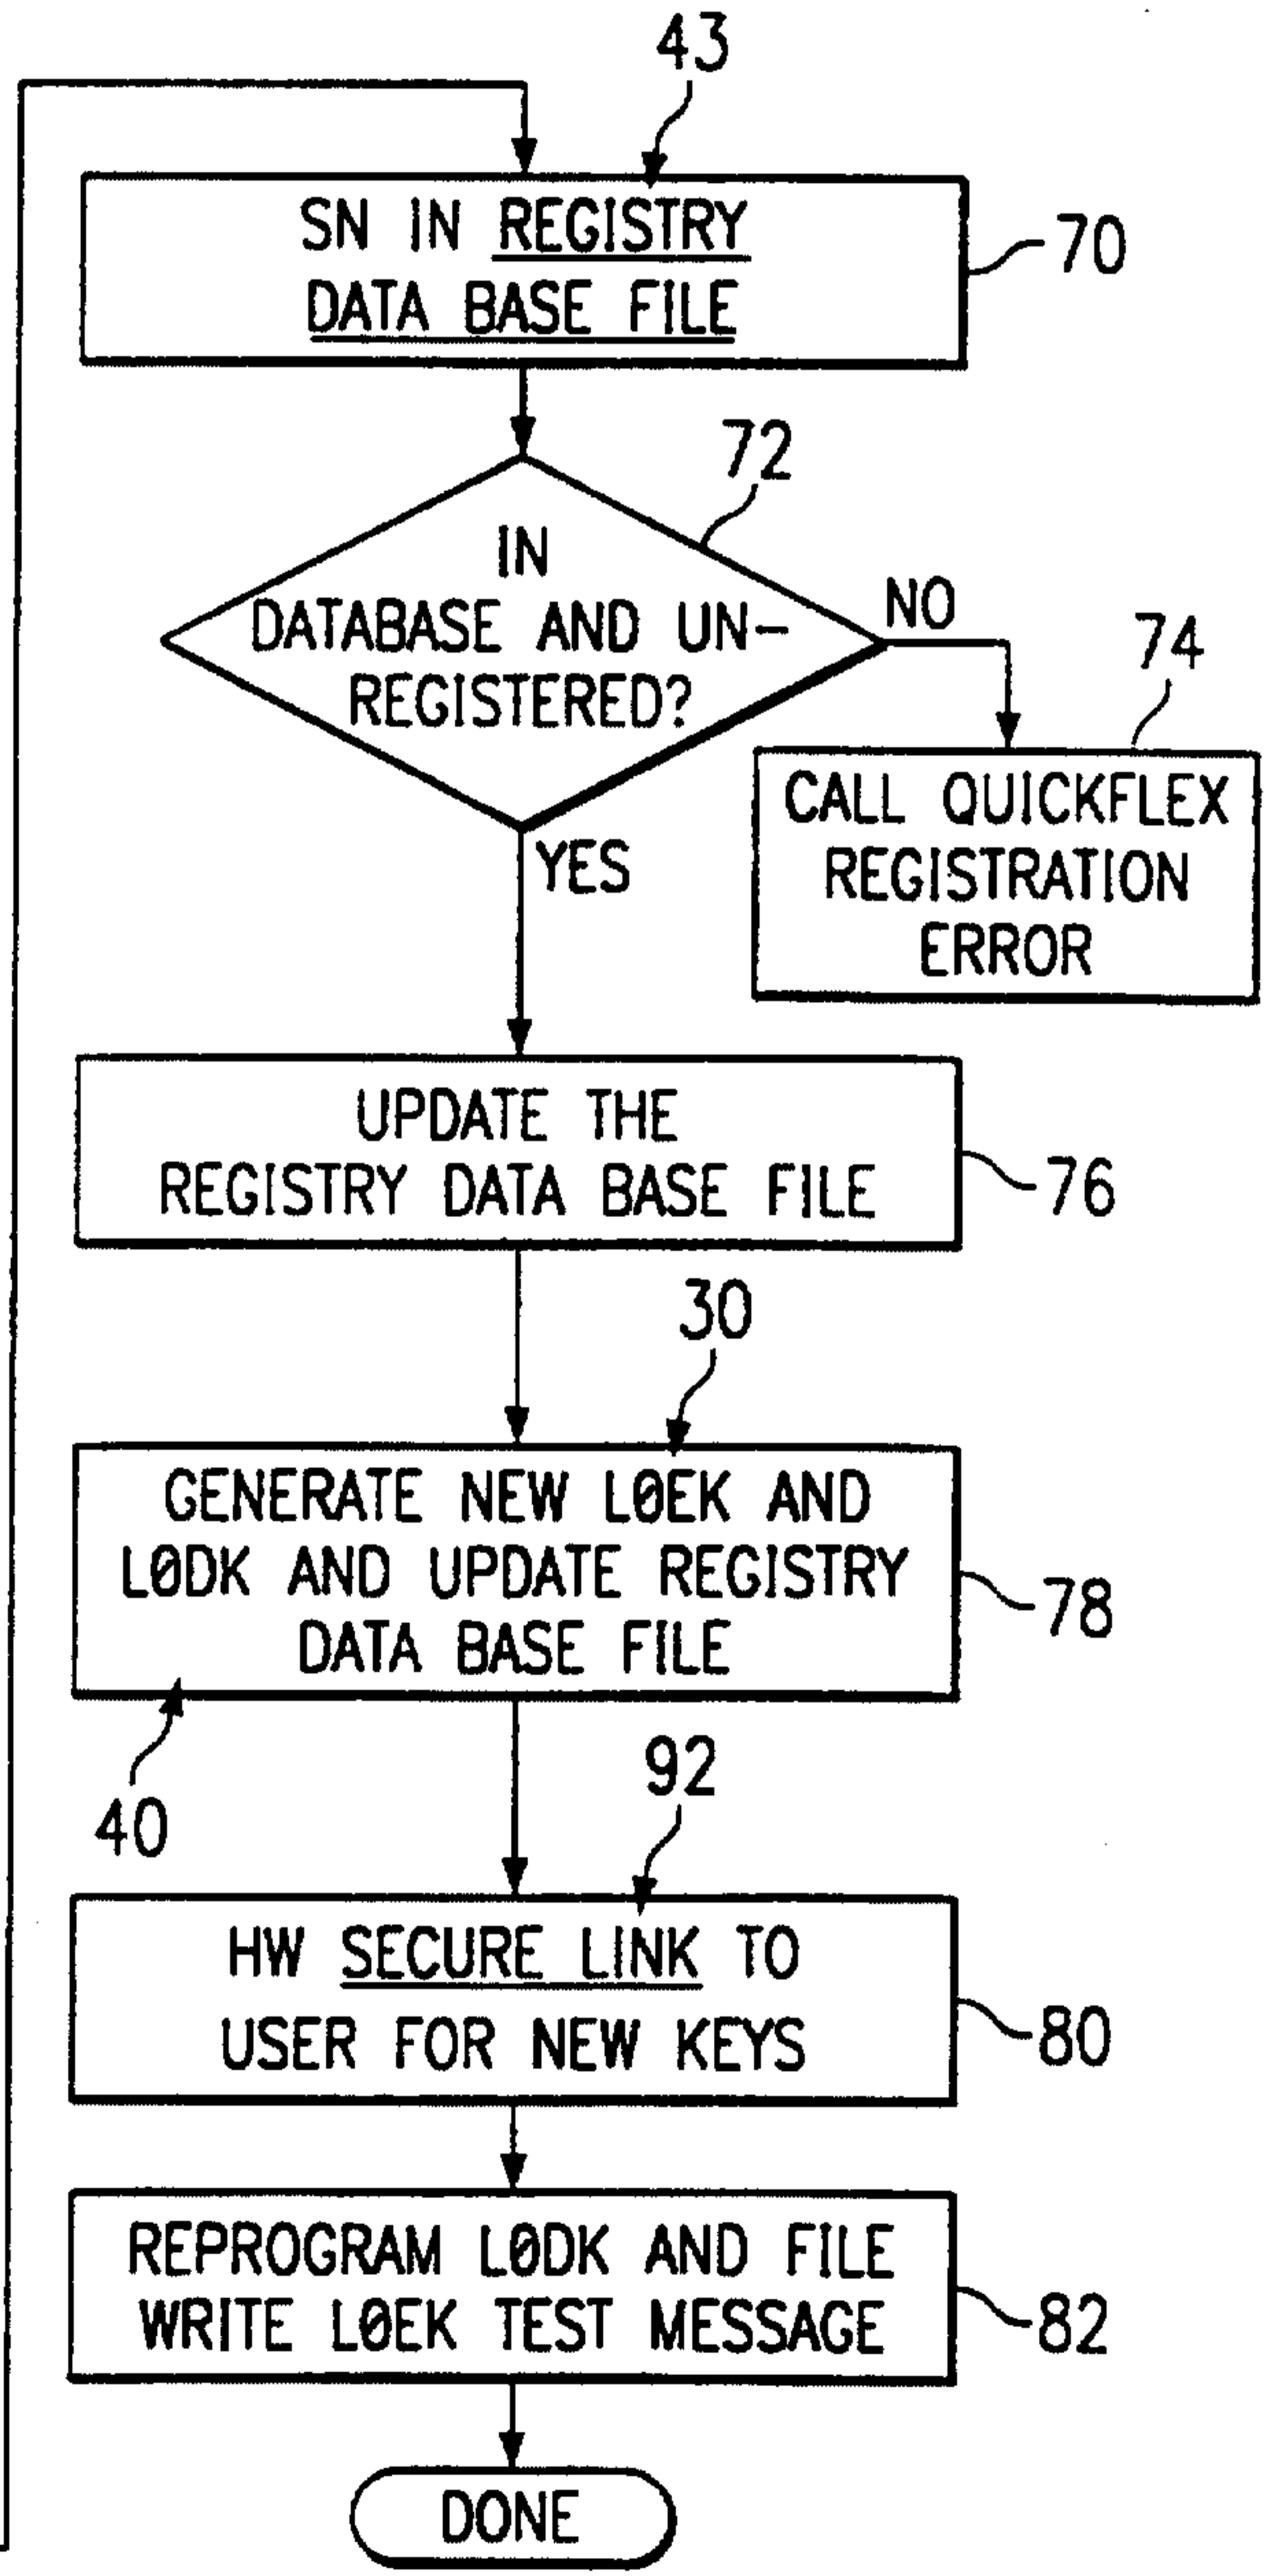 43
SN IN REGISTRY
DATA BASE FILE
70
72
IN
DATABASE AND UN-
REGISTERED?
NO
74
CALL QUICKFLEX
REGISTRATION
ERROR
YES
UPDATE THE
REGISTRY DATA BASE FILE
76
30
GENERATE NEW L0EK AND
L0DK AND UPDATE REGISTRY
DATA BASE FILE
78
40
92
HW SECURE LINK TO
USER FOR NEW KEYS
80
REPROGRAM L0DK AND FILE
WRITE L0EK TEST MESSAGE
82
DONE